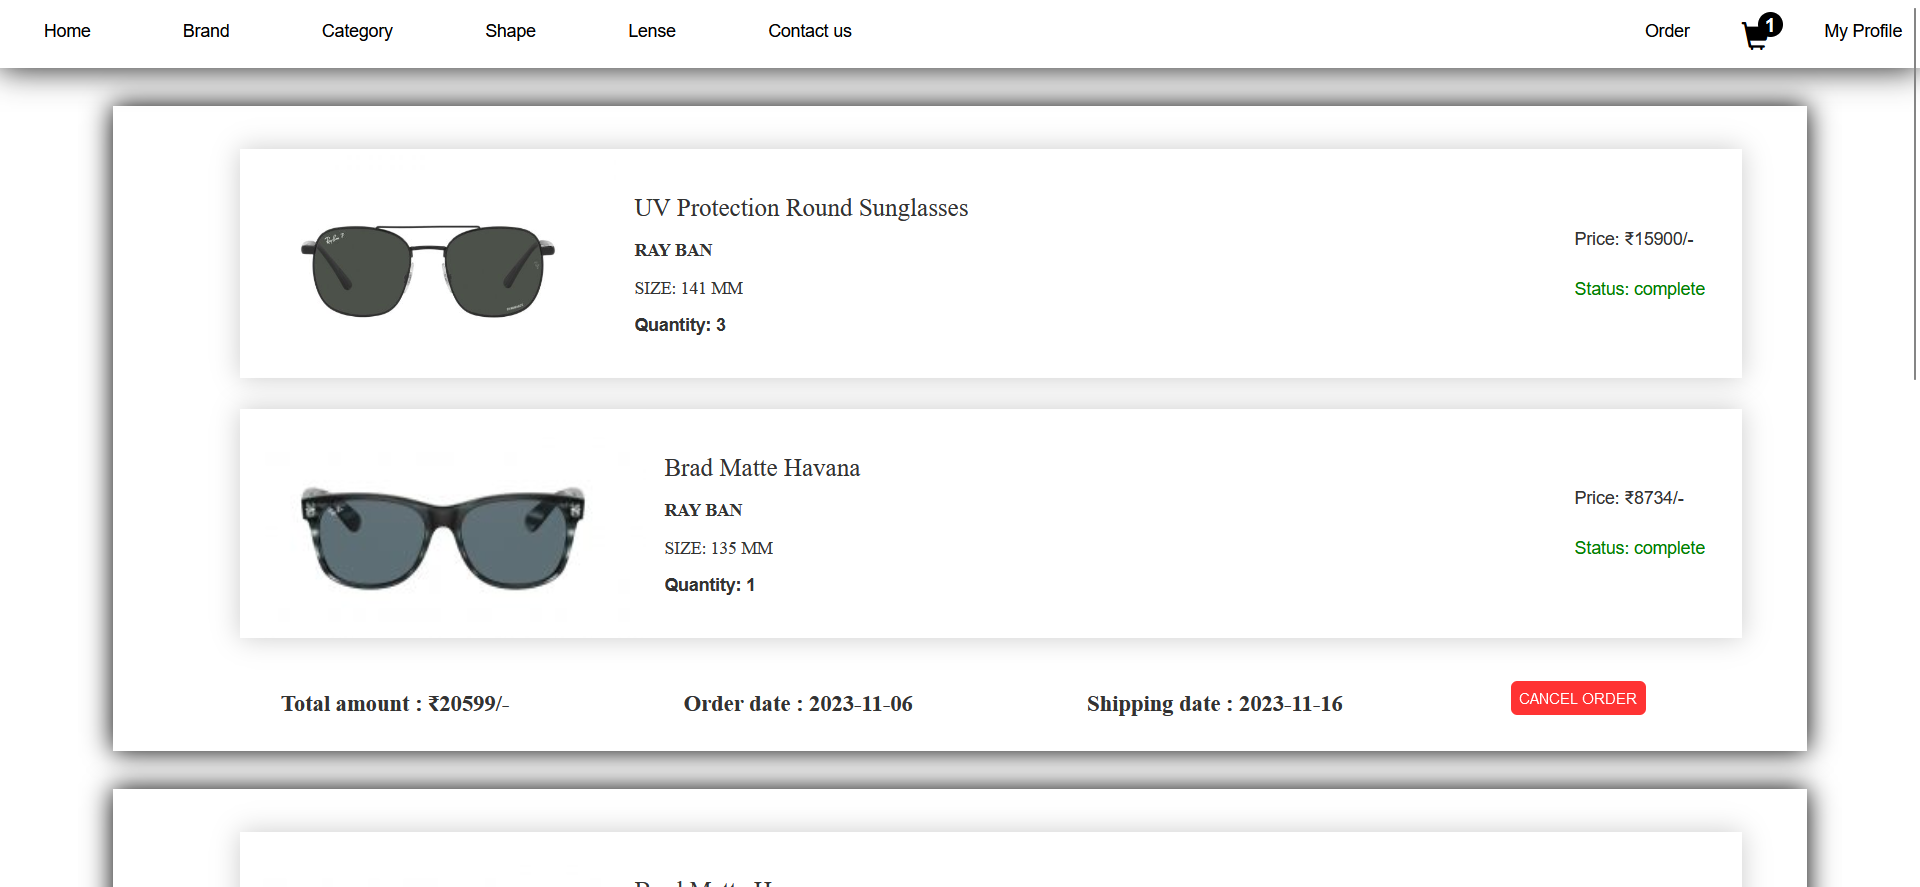 Home Brand Category Shape Lense Contact us Order 1 My Profile
UV Protection Round Sunglasses
RAY BAN
SIZE: 141 MM
Quantity: 3
Price: ₹15900/-
Status: complete
Brad Matte Havana
RAY BAN
SIZE: 135 MM
Quantity: 1
Price: ₹8734/-
Status: complete
Total amount : ₹20599/- Order date : 2023-11-06 Shipping date : 2023-11-16 CANCEL ORDER